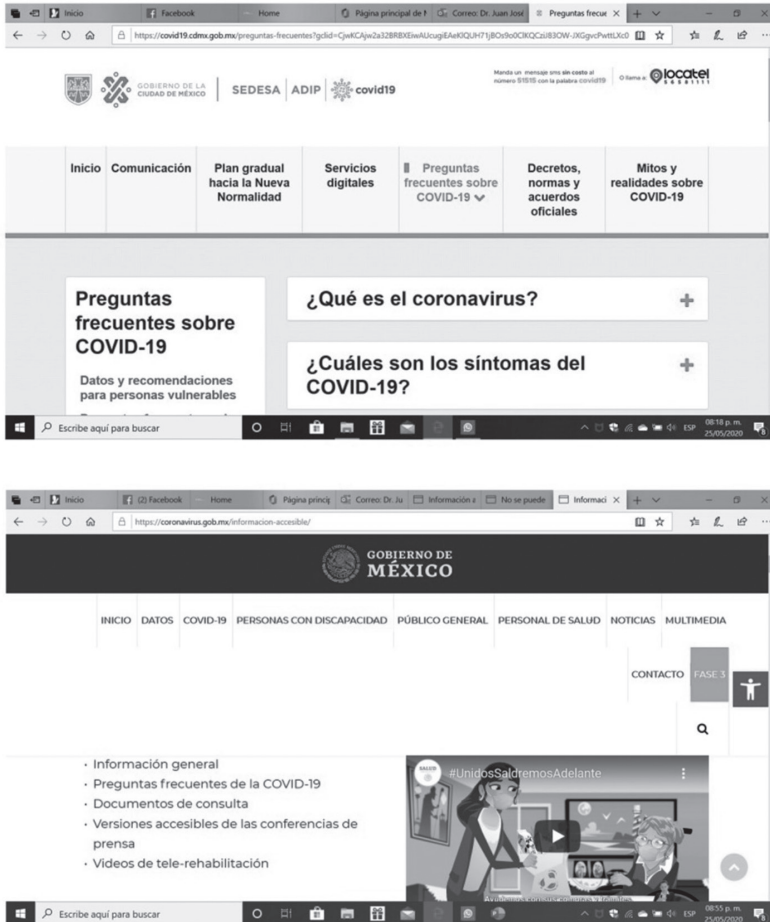 Inicio
Facebook
Home
Página principal de
Correo: Dr. Juan José
Preguntas frecue
https://covid19.cdmx.gob.mx/preguntas-frecuentes?gclid=
GOBIERNO DE LA
CIUDAD DE MÉXICO
SEDESA
ADIP
covid19
Manda un mensaje sms sin costo al
número 51515 con la palabra covid19
O llama a:
locatel
56581111
Inicio
Comunicación
Plan gradual
hacia la Nueva
Normalidad
Servicios
digitales
Preguntas
frecuentes sobre
COVID-19
Decretos,
normas y
acuerdos
oficiales
Mitos y
realidades sobre
COVID-19
Preguntas
frecuentes sobre
COVID-19
Datos y recomendaciones
para personas vulnerables
¿Qué es el coronavirus?
¿Cuáles son los síntomas del
COVID-19?
Escribe aquí para buscar
ESP
08:18 p. m.
25/05/2020
Inicio
(2) Facebook
Home
Página princip
Correo: Dr. Ju
Información a
No se puede
Informaci
https://coronavirus.gob.mx/informacion-accesible/
GOBIERNO DE
MÉXICO
INICIO
DATOS
COVID-19
PERSONAS CON DISCAPACIDAD
PÚBLICO GENERAL
PERSONAL DE SALUD
NOTICIAS
MULTIMEDIA
CONTACTO
FASE 3
· Información general
· Preguntas frecuentes de la COVID-19
· Documentos de consulta
· Versiones accesibles de las conferencias de
prensa
· Videos de tele-rehabilitación
SALUD
#UnidosSaldremosAdelante
Escribe aquí para buscar
ESP
08:55 p. m.
25/05/2020